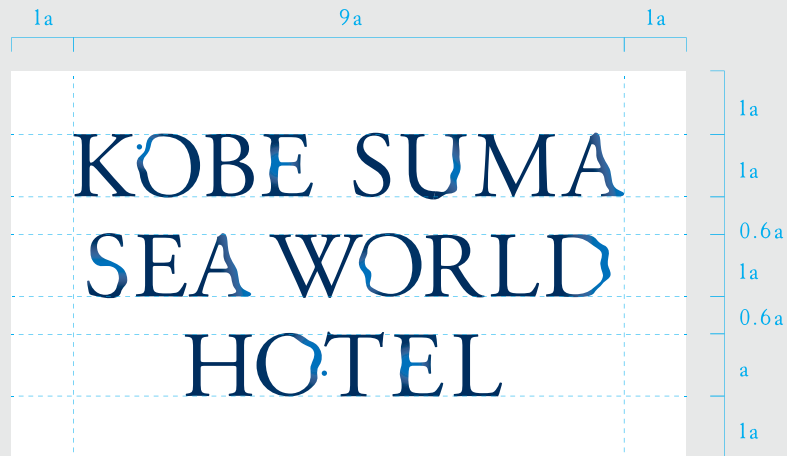 1a 9a 1a
1a
KOBE SUMA
1a
0.6a
SEA WORLD
1a
0.6a
HOTEL
a
1a